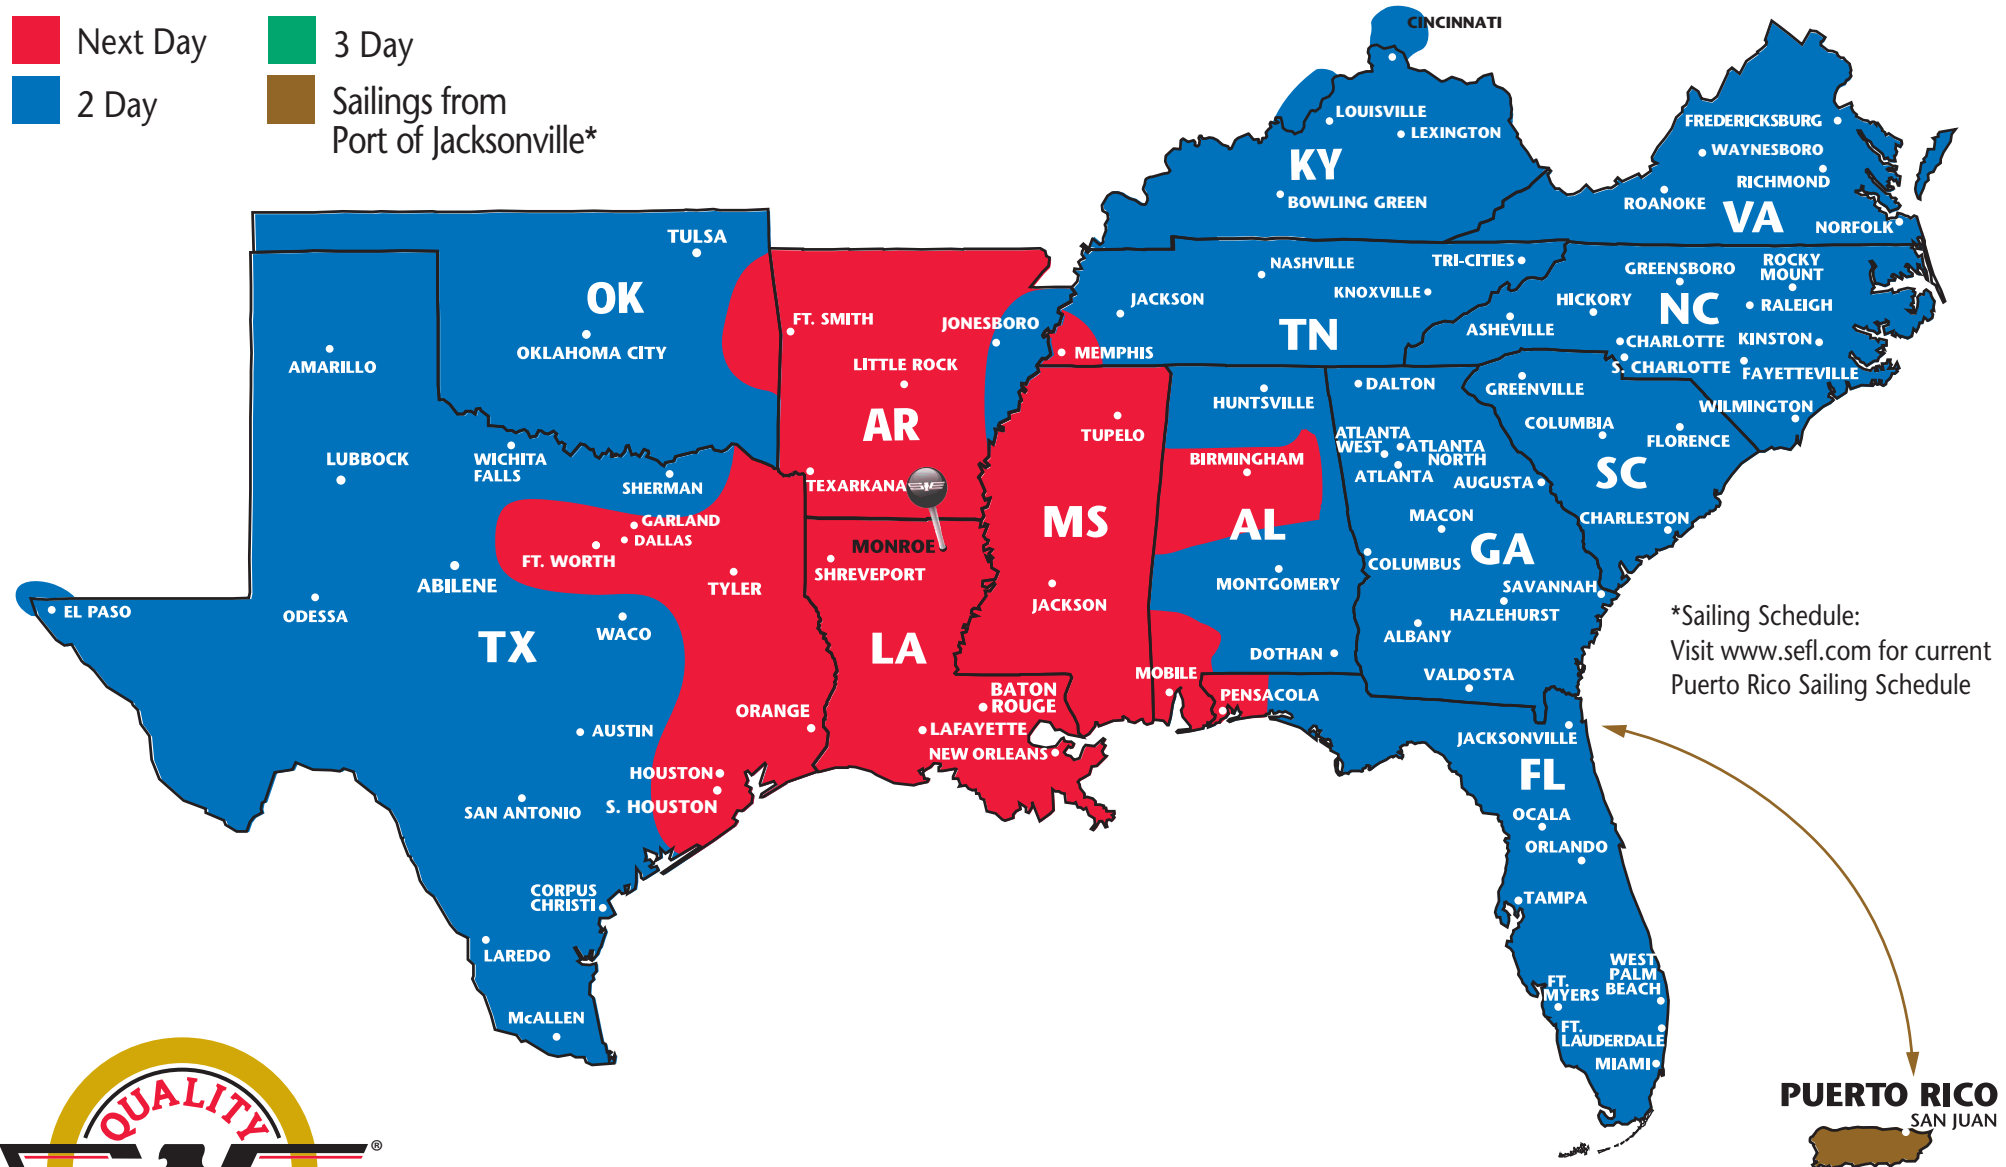 Next Day
3 Day
2 Day
Sailings from
Port of Jacksonville*
CINCINNATI
LOUISVILLE
LEXINGTON
KY
BOWLING GREEN
FREDERICKSBURG
WAYNESBORO
RICHMOND
ROANOKE
VA
NORFOLK
TULSA
OK
OKLAHOMA CITY
AMARILLO
LUBBOCK
WICHITA
FALLS
SHERMAN
GARLAND
DALLAS
FT. WORTH
TYLER
ABILENE
EL PASO
ODESSA
WACO
TX
AUSTIN
ORANGE
HOUSTON
S. HOUSTON
SAN ANTONIO
CORPUS
CHRISTI
LAREDO
McALLEN
FT. SMITH
JONESBORO
LITTLE ROCK
AR
TEXARKANA
MONROE
SHREVEPORT
LA
BATON
ROUGE
LAFAYETTE
NEW ORLEANS
NASHVILLE
TRI-CITIES
JACKSON
KNOXVILLE
TN
MEMPHIS
TUPELO
MS
JACKSON
HUNTSVILLE
BIRMINGHAM
AL
MONTGOMERY
DOTHAN
MOBILE
PENSACOLA
GREENSBORO
ROCKY
MOUNT
HICKORY
NC
RALEIGH
ASHEVILLE
CHARLOTTE
KINSTON
S. CHARLOTTE
FAYETTEVILLE
WILMINGTON
GREENVILLE
COLUMBIA
FLORENCE
SC
CHARLESTON
DALTON
ATLANTA
WEST
ATLANTA
NORTH
ATLANTA
AUGUSTA
MACON
GA
COLUMBUS
SAVANNAH
HAZLEHURST
ALBANY
VALDOSTA
JACKSONVILLE
FL
OCALA
ORLANDO
TAMPA
WEST
PALM
BEACH
FT.
MYERS
FT.
LAUDERDALE
MIAMI
*Sailing Schedule:
Visit www.sefl.com for current
Puerto Rico Sailing Schedule
PUERTO RICO
SAN JUAN
QUALITY
®